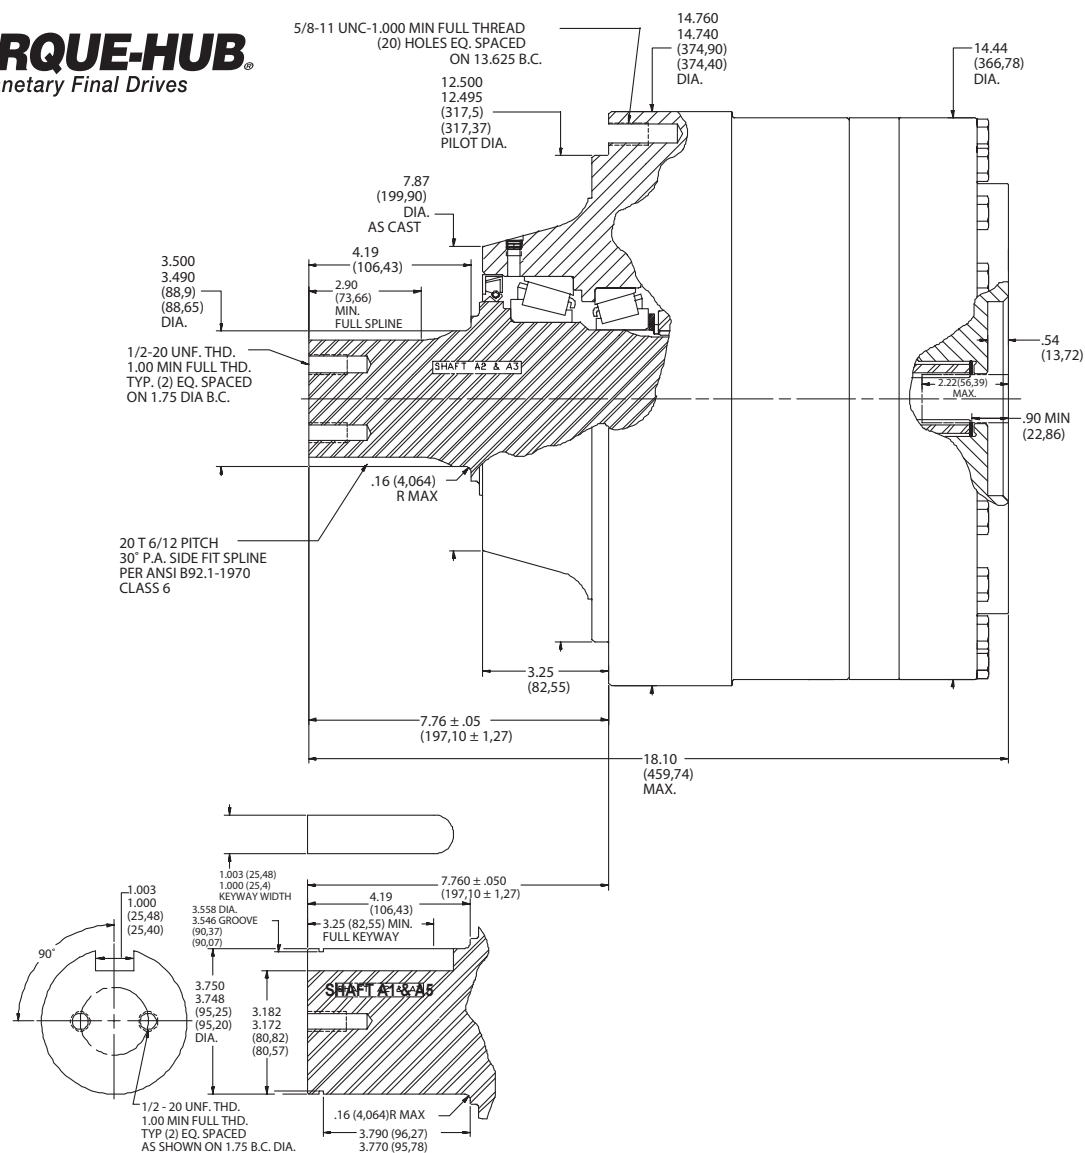 RQUE-HUB®
netary Final Drives
5/8-11 UNC-1.000 MIN FULL THREAD
(20) HOLES EQ. SPACED
ON 13.625 B.C.
14.760
14.740
(374,90)
(374,40)
DIA.
14.44
(366,78)
DIA.
12.500
12.495
(317,5)
(317,37)
PILOT DIA.
7.87
(199,90)
DIA.
AS CAST
4.19
(106,43)
3.500
3.490
(88,9)
(88,65)
DIA.
2.90
(73,66)
MIN.
FULL SPLINE
1/2-20 UNF. THD.
1.00 MIN FULL THD.
TYP. (2) EQ. SPACED
ON 1.75 DIA B.C.
SHAFT A2 & A3
.54
(13,72)
2.22(56,39)
MAX.
.90 MIN
(22,86)
.16 (4,064)
R MAX
20 T 6/12 PITCH
30° P.A. SIDE FIT SPLINE
PER ANSI B92.1-1970
CLASS 6
3.25
(82,55)
7.76 ± .05
(197,10 ± 1,27)
18.10
(459,74)
MAX.
1.003 (25,48)
1.000 (25,4)
KEYWAY WIDTH
7.760 ± .050
(197,10 ± 1,27)
4.19
(106,43)
3.558 DIA.
3.546 GROOVE
(90,37)
(90,07)
3.25 (82,55) MIN.
FULL KEYWAY
1.003
1.000
(25,48)
(25,40)
90°
3.750
3.748
(95,25)
(95,20)
DIA.
SHAFT A1 & A5
3.182
3.172
(80,82)
(80,57)
1/2 - 20 UNF. THD.
1.00 MIN FULL THD.
TYP (2) EQ. SPACED
AS SHOWN ON 1.75 B.C. DIA.
.16 (4,064)R MAX
3.790 (96,27)
3.770 (95,78)